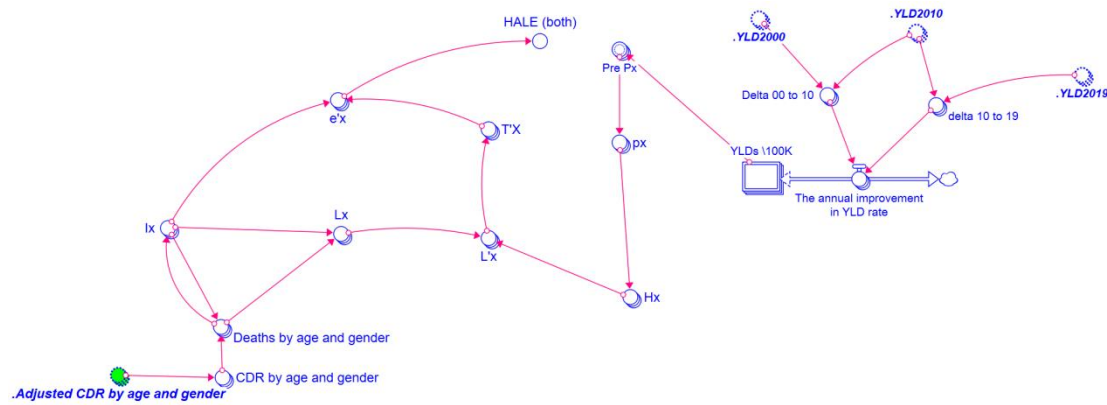 HALE (both)
.YLD2000
.YLD2010
Pre Px
.YLD2019
Delta 00 to 10
e'x
delta 10 to 19
T'X
px
YLDs \100K
The annual improvement
in YLD rate
lx
Lx
L'x
Hx
Deaths by age and gender
CDR by age and gender
.Adjusted CDR by age and gender